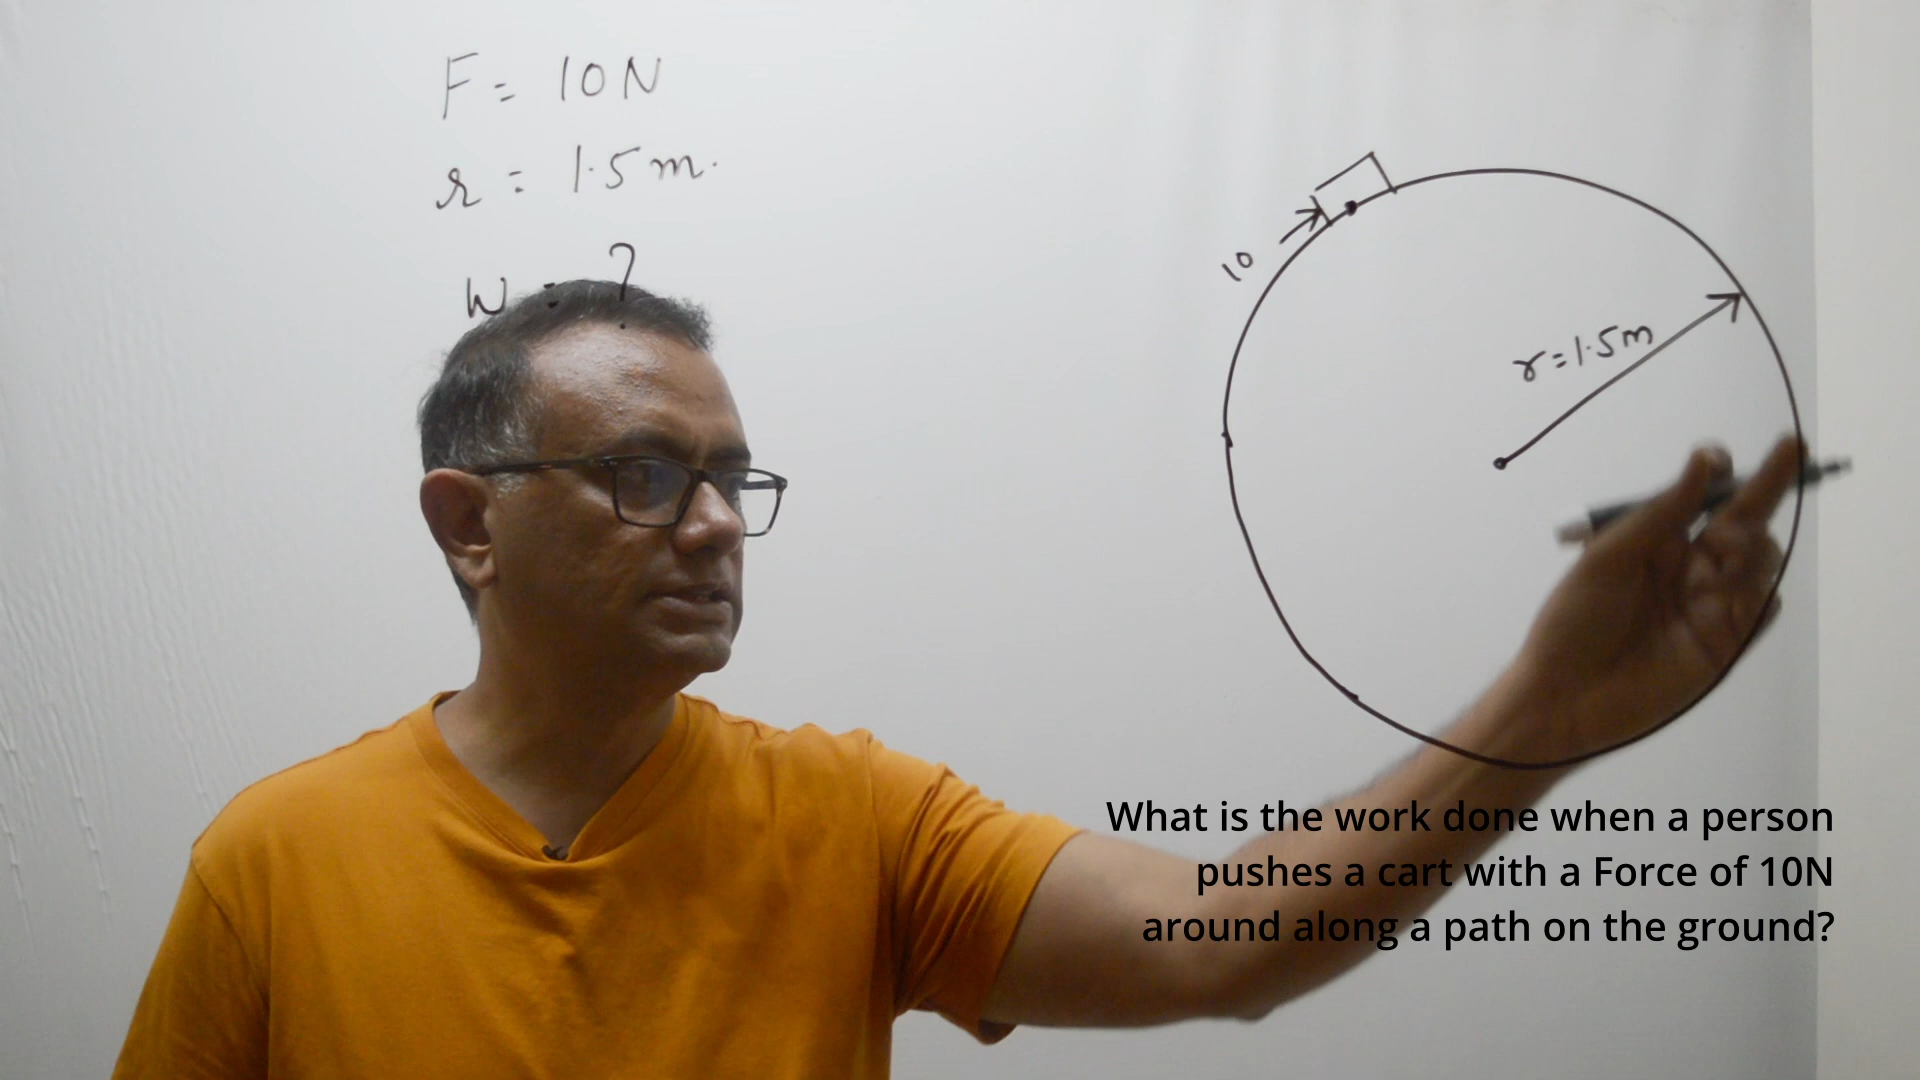 F = 10N
r = 1.5m.
W = ?
10
r=1.5m
What is the work done when a person
pushes a cart with a Force of 10N
around along a path on the ground?